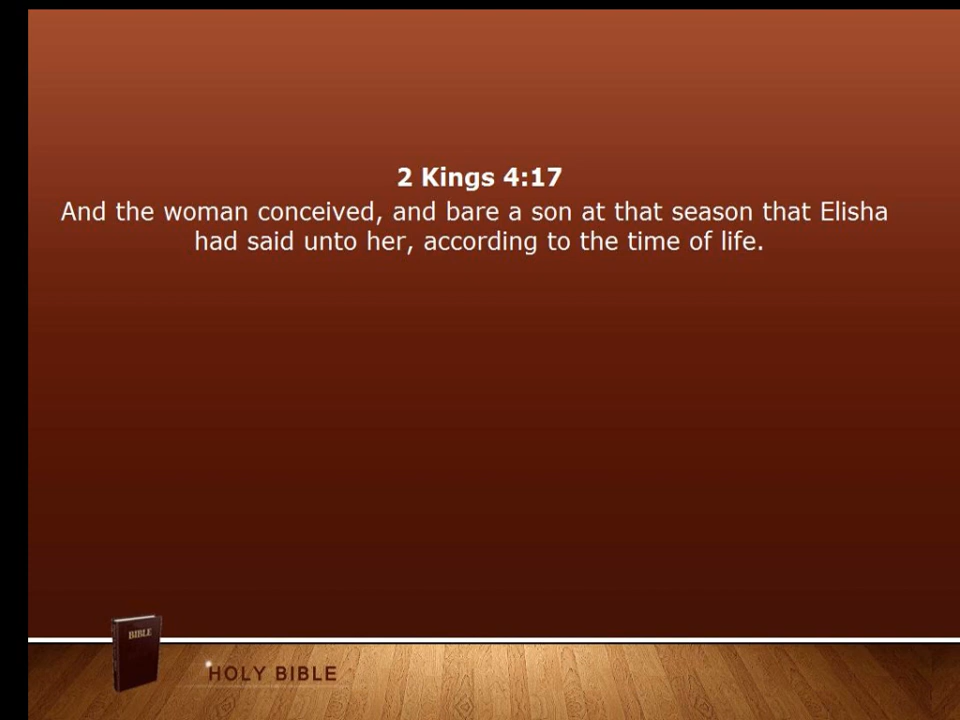 2 Kings 4:17
And the woman conceived, and bare a son at that season that Elisha
had said unto her, according to the time of life.
BIBLE
HOLY BIBLE